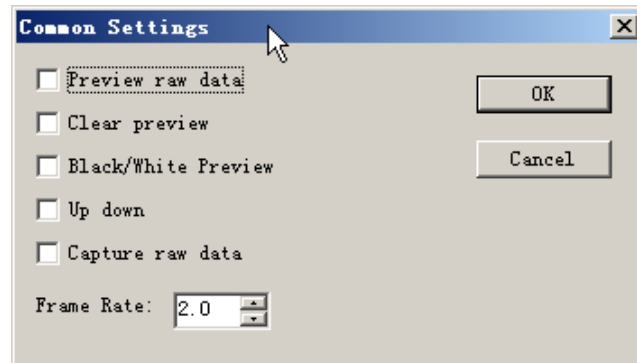 Common Settings
Preview raw data
OK
Clear preview
Cancel
Black/White Preview
Up down
Capture raw data
Frame Rate: 2.0